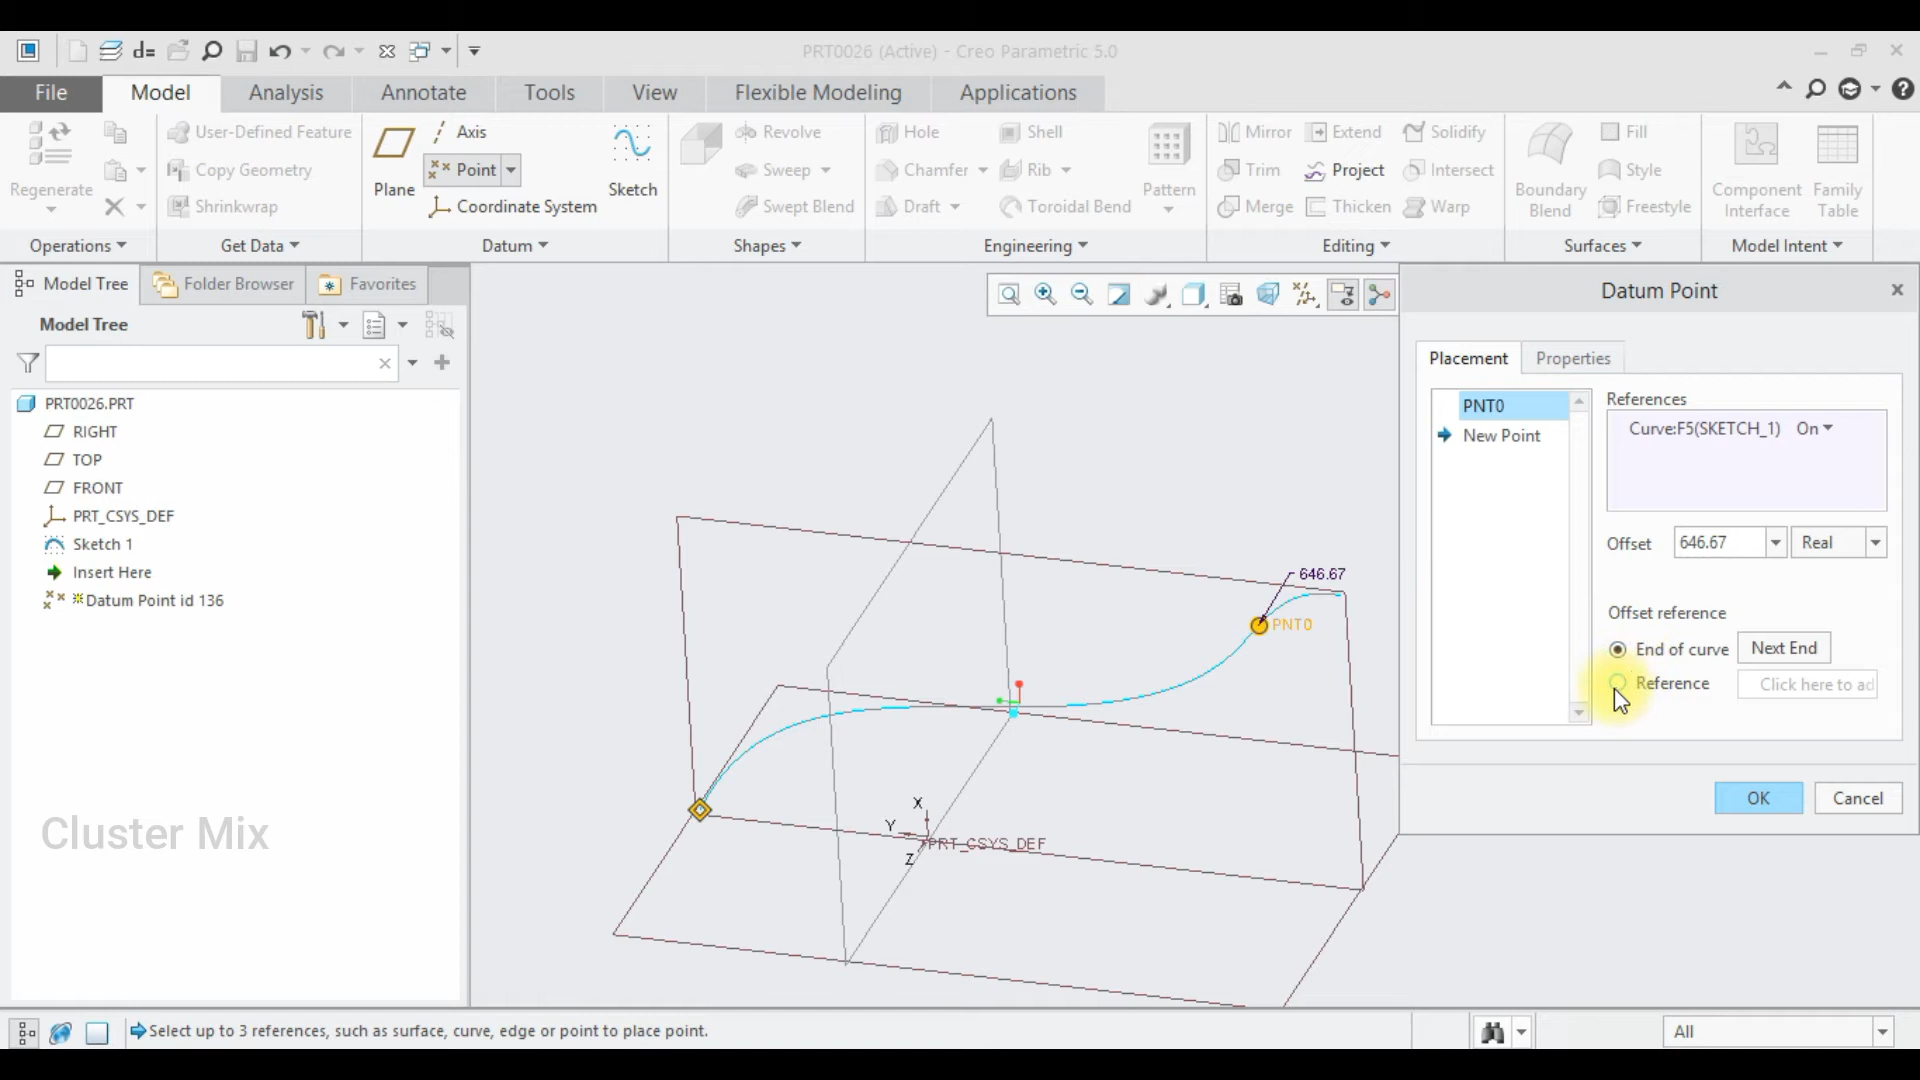 PRT0026 (Active) - Creo Parametric 5.0
File Model Analysis Annotate Tools View Flexible Modeling Applications
Regenerate
Operations
User-Defined Feature
Copy Geometry
Shrinkwrap
Get Data
Plane
Axis
Point
Coordinate System
Sketch
Datum
Revolve
Sweep
Swept Blend
Shapes
Hole
Chamfer
Draft
Shell
Rib
Toroidal Bend
Pattern
Engineering
Mirror
Trim
Merge
Extend
Project
Thicken
Solidify
Intersect
Warp
Editing
Boundary
Blend
Fill
Style
Freestyle
Surfaces
Component
Interface
Family
Table
Model Intent
Model Tree Folder Browser Favorites
Model Tree
PRT0026.PRT
RIGHT
TOP
FRONT
PRT_CSYS_DEF
Sketch 1
Insert Here
Datum Point id 136
Cluster Mix
646.67
PNT0
X
Y
Z
PRT_CSYS_DEF
Datum Point
Placement Properties
PNT0
New Point
References
Curve:F5(SKETCH_1) On
Offset 646.67 Real
Offset reference
End of curve Next End
Reference Click here to ad
OK Cancel
Select up to 3 references, such as surface, curve, edge or point to place point.
All